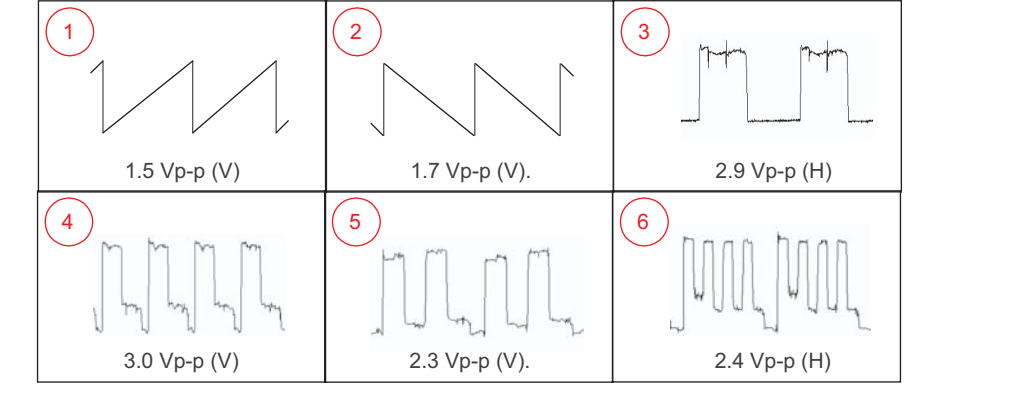 1
2
3
1.5 Vp-p (V)
1.7 Vp-p (V).
2.9 Vp-p (H)
4
5
6
3.0 Vp-p (V)
2.3 Vp-p (V).
2.4 Vp-p (H)